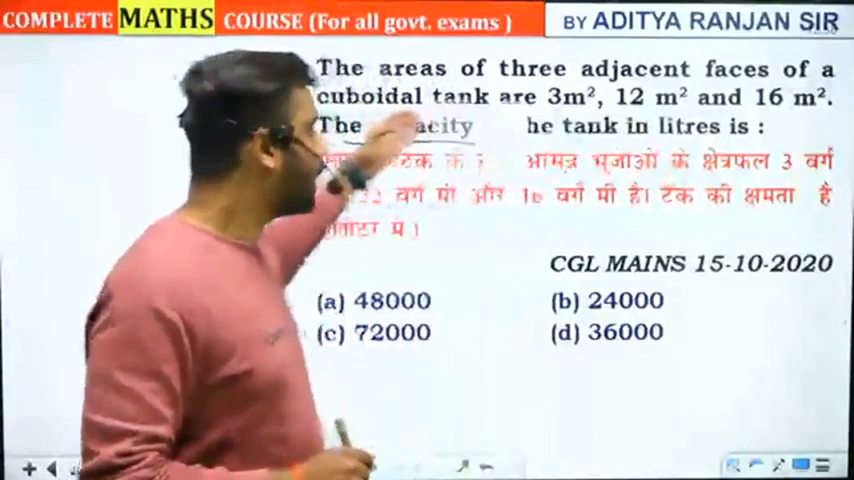 COMPLETE MATHS COURSE (For all govt. exams )
BY ADITYA RANJAN SIR
The areas of three adjacent faces of a
cuboidal tank are 3m², 12 m² and 16 m².
The acity he tank in litres is :
के आसन्न भुजाओं के क्षेत्रफल 3 वर्ग
वर्ग मी और 16 वर्ग मी है। टैंक की क्षमता है
में।
CGL MAINS 15-10-2020
(a) 48000 (b) 24000
(c) 72000 (d) 36000